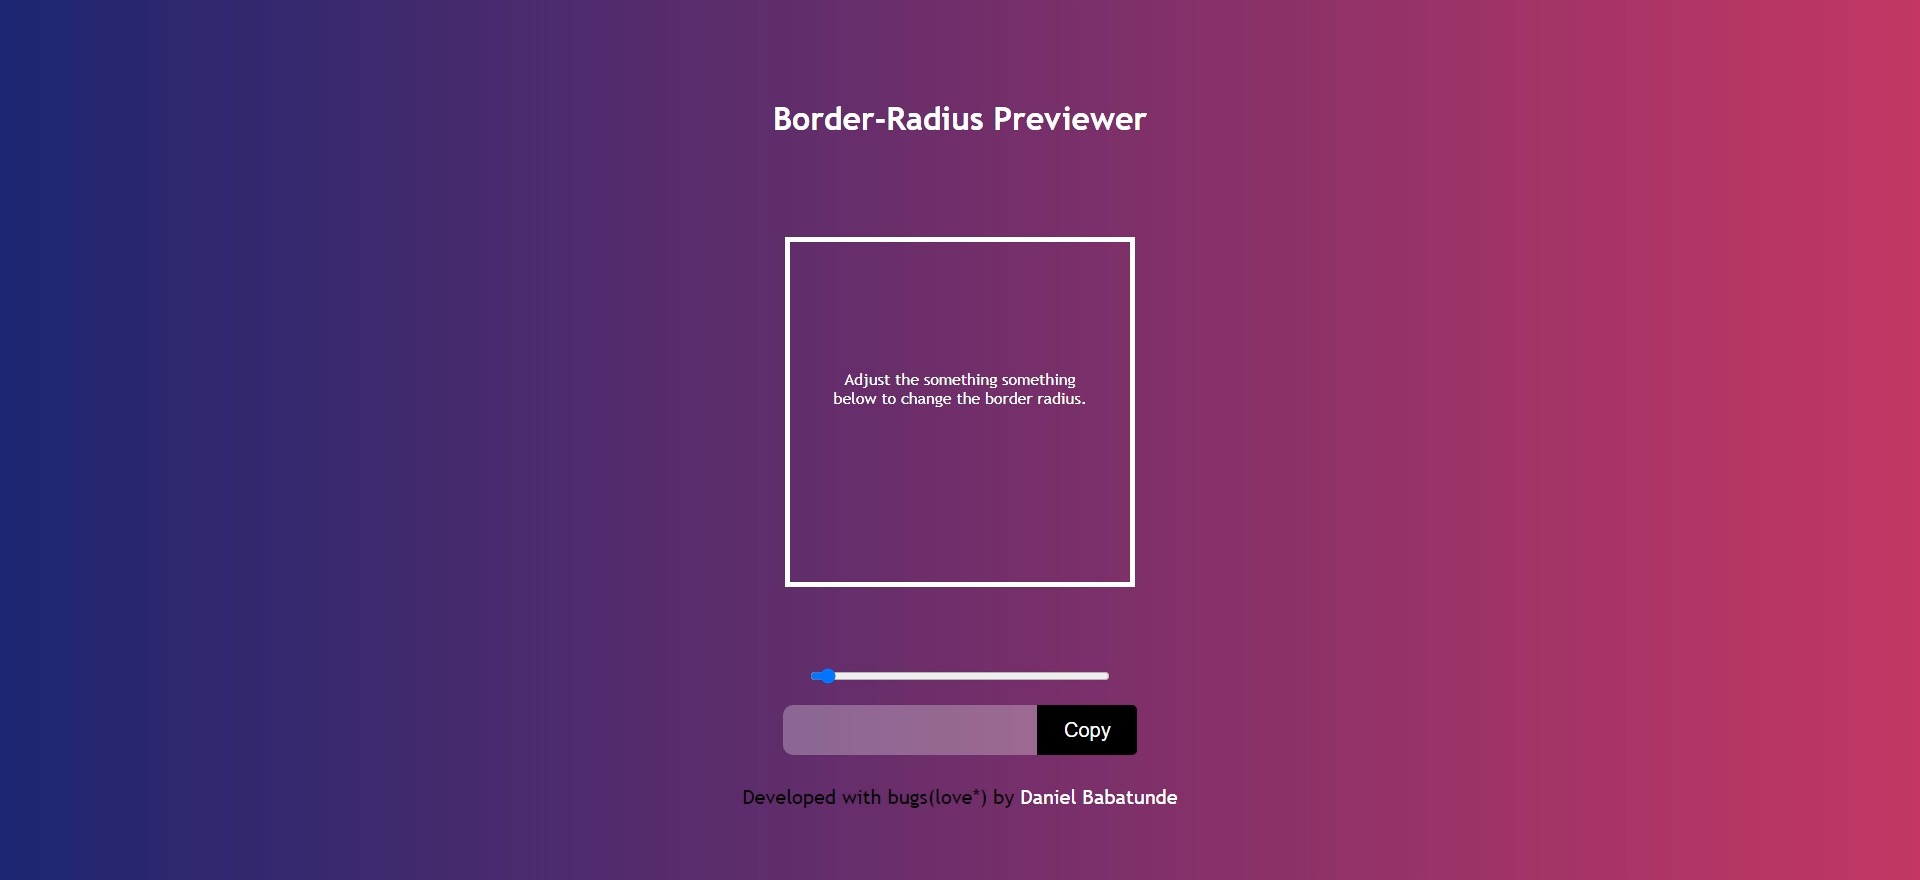 Border-Radius Previewer
Adjust the something something
below to change the border radius.
Copy
Developed with bugs(love*) by Daniel Babatunde